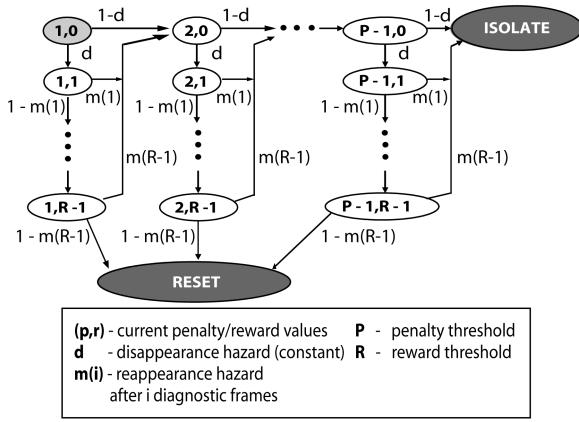 1-d 1-d 1-d
1,0 2,0 P - 1,0 ISOLATE
d d d
1,1 m(1) 2,1 m(1) P - 1,1 m(1)
1 - m(1) 1 - m(1) 1 - m(1)
m(R-1) m(R-1) m(R-1)
1,R -1 2,R - 1 P - 1,R - 1
1 - m(R-1) 1 - m(R-1) 1 - m(R-1)
RESET
(p,r) - current penalty/reward values P - penalty threshold
d - disappearance hazard (constant) R - reward threshold
m(i) - reappearance hazard
after i diagnostic frames